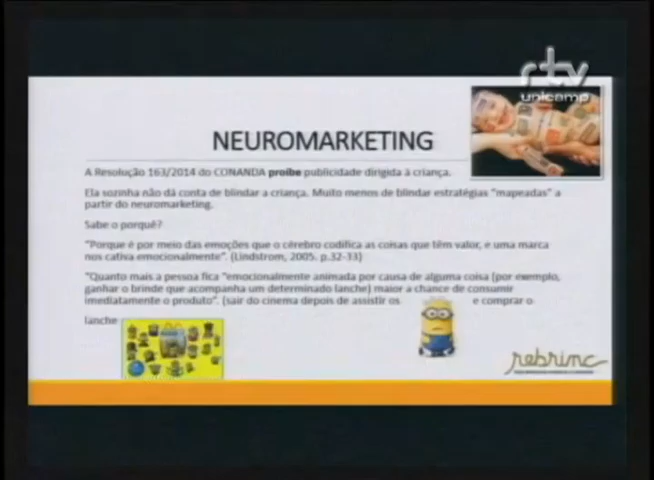 rtv
unicamp
NEUROMARKETING
A Resolução 163/2014 do CONANDA proíbe publicidade dirigida à criança.
Ela sozinha não dá conta de blindar a criança. Muito menos de blindar estratégias "mapeadas" a
partir do neuromarketing.
Sabe o porquê?
"Porque é por meio das emoções que o cérebro codifica as coisas que têm valor, e uma marca
nos cativa emocionalmente". (Lindstrom, 2005. p.32-33)
"Quanto mais a pessoa fica "emocionalmente animada por causa de alguma coisa (por exemplo,
ganhar o brinde que acompanha um determinado lanche) maior a chance de consumir
imediatamente o produto". (sair do cinema depois de assistir os e comprar o
lanche
rebrinc